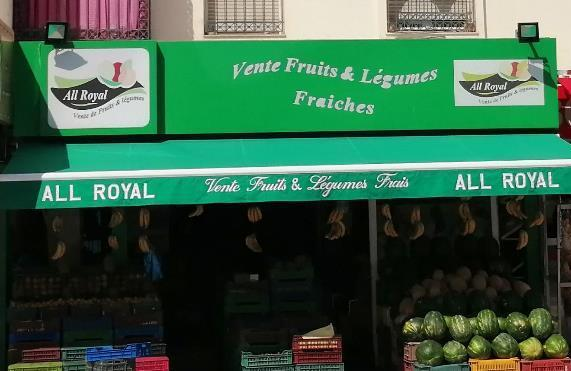 All Royal
Vente de Fruits & légumes
Vente Fruits & Légumes
Fraiches
All Royal
Vente de Fruits & légumes
ALL ROYAL
Vente Fruits & Légumes Frais
ALL ROYAL